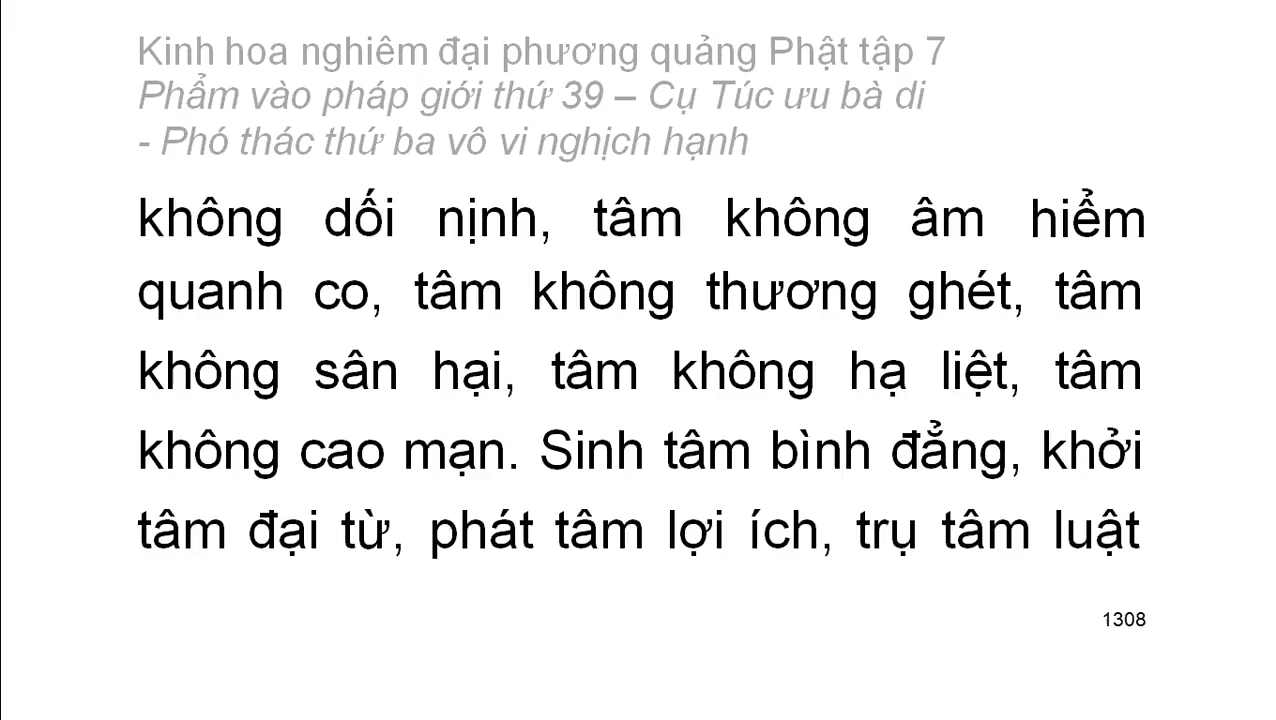 Kinh hoa nghiêm đại phương quảng Phật tập 7
Phẩm vào pháp giới thứ 39 – Cụ Túc ưu bà di
- Phó thác thứ ba vô vi nghịch hạnh
không dối nịnh, tâm không âm hiểm
quanh co, tâm không thương ghét, tâm
không sân hại, tâm không hạ liệt, tâm
không cao mạn. Sinh tâm bình đẳng, khởi
tâm đại từ, phát tâm lợi ích, trụ tâm luật
1308